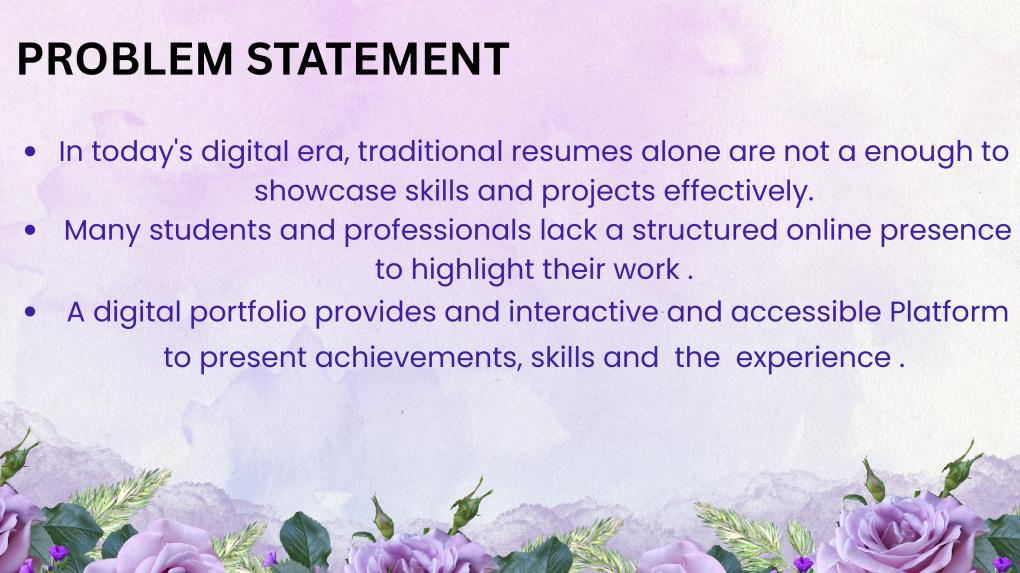 PROBLEM STATEMENT
• In today's digital era, traditional resumes alone are not a enough to
showcase skills and projects effectively.
• Many students and professionals lack a structured online presence
to highlight their work .
• A digital portfolio provides and interactive and accessible Platform
to present achievements, skills and  the  experience .